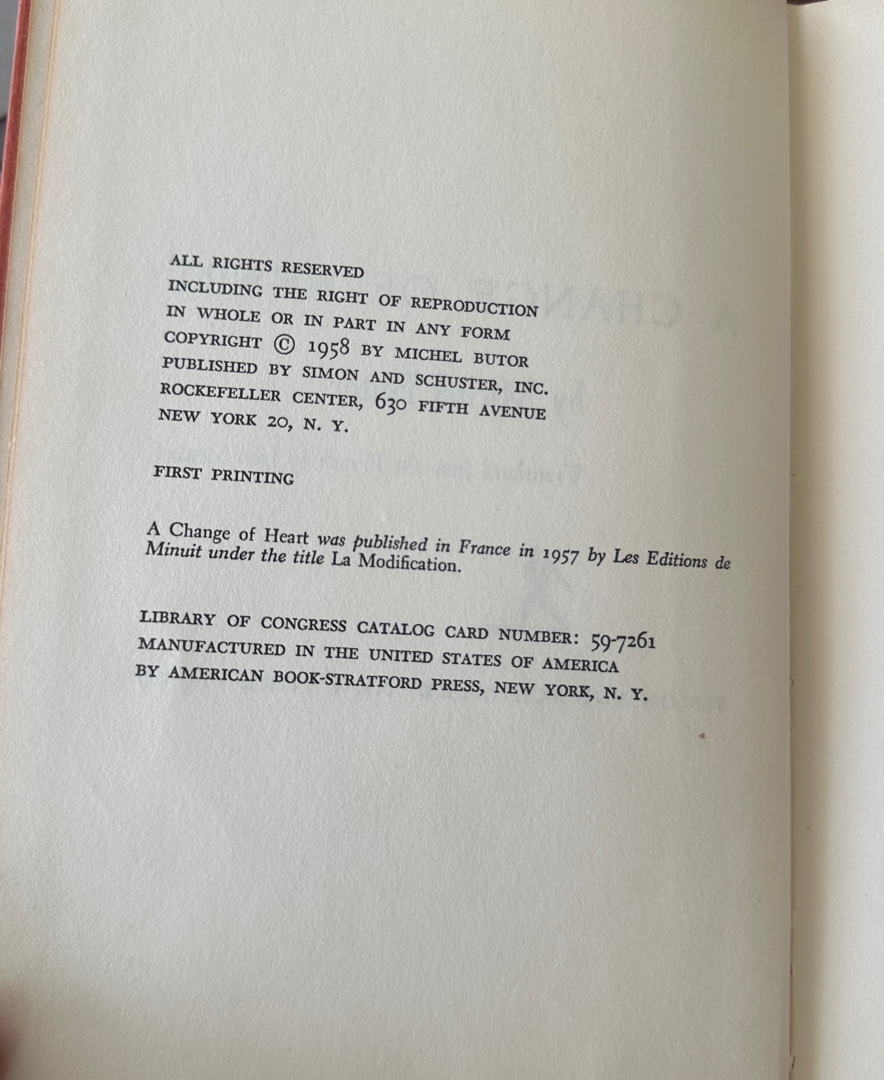 ALL RIGHTS RESERVED
INCLUDING THE RIGHT OF REPRODUCTION
IN WHOLE OR IN PART IN ANY FORM
COPYRIGHT © 1958 BY MICHEL BUTOR
PUBLISHED BY SIMON AND SCHUSTER, INC.
ROCKEFELLER CENTER, 630 FIFTH AVENUE
NEW YORK 20, N. Y.
FIRST PRINTING
A Change of Heart was published in France in 1957 by Les Editions de
Minuit under the title La Modification.
LIBRARY OF CONGRESS CATALOG CARD NUMBER: 59-7261
MANUFACTURED IN THE UNITED STATES OF AMERICA
BY AMERICAN BOOK-STRATFORD PRESS, NEW YORK, N. Y.